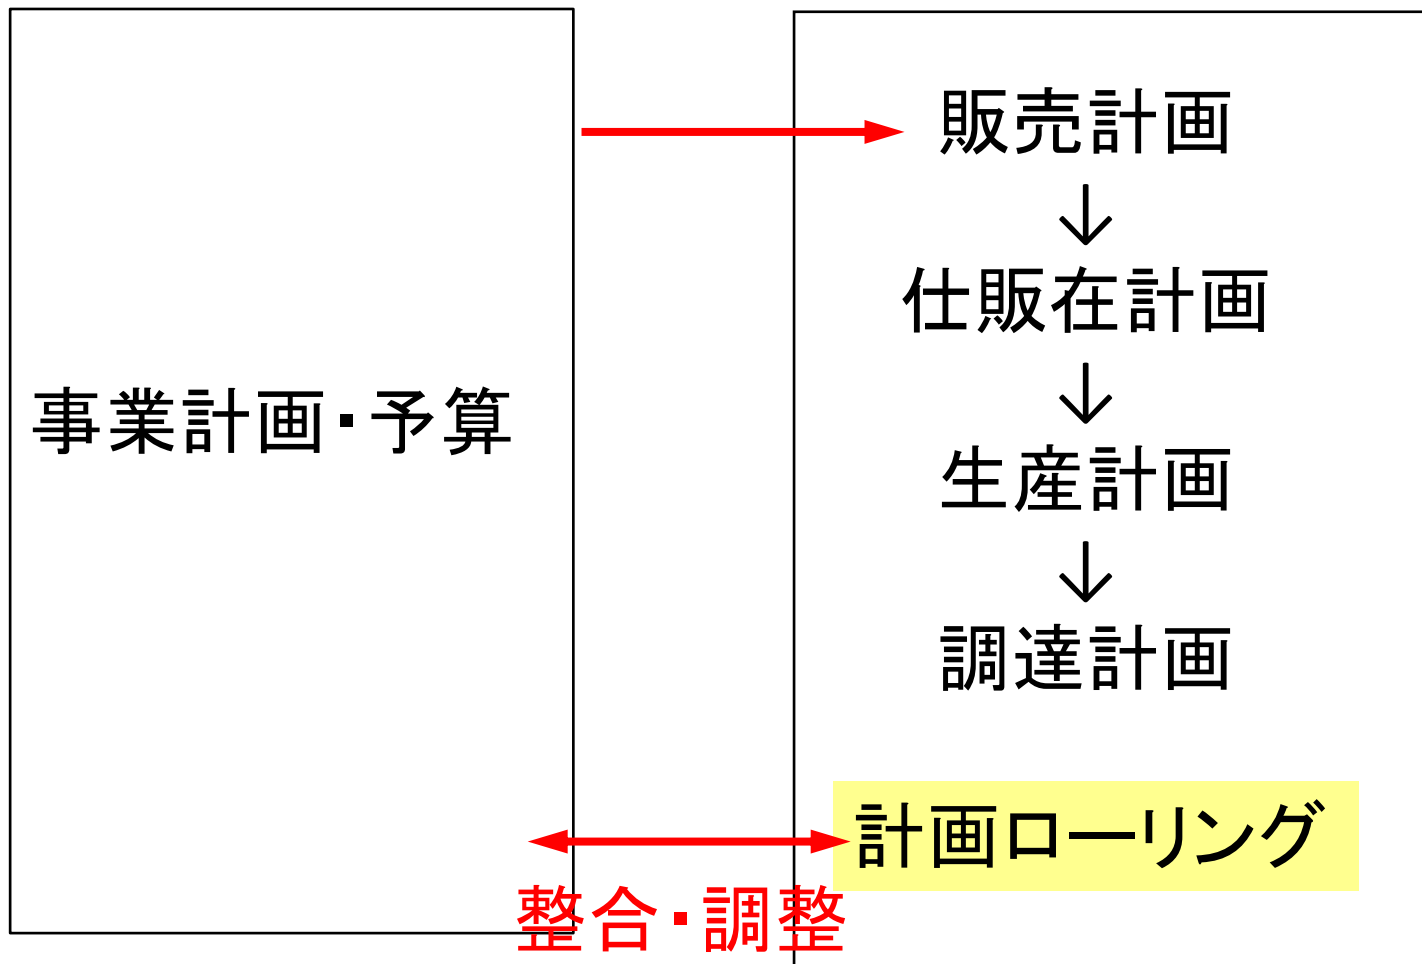 事業計画・予算
販売計画
↓
仕販在計画
↓
生産計画
↓
調達計画
計画ローリング
整合・調整